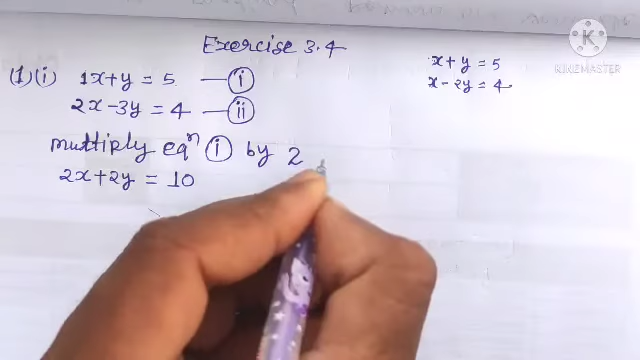 Exercise 3.4
(1)(i) 1x+y = 5 — (i)
2x-3y = 4 — (ii)
multiply eqⁿ (i) by 2
2x+2y = 10
x+y = 5
x-2y = 4
K
KINEMASTER